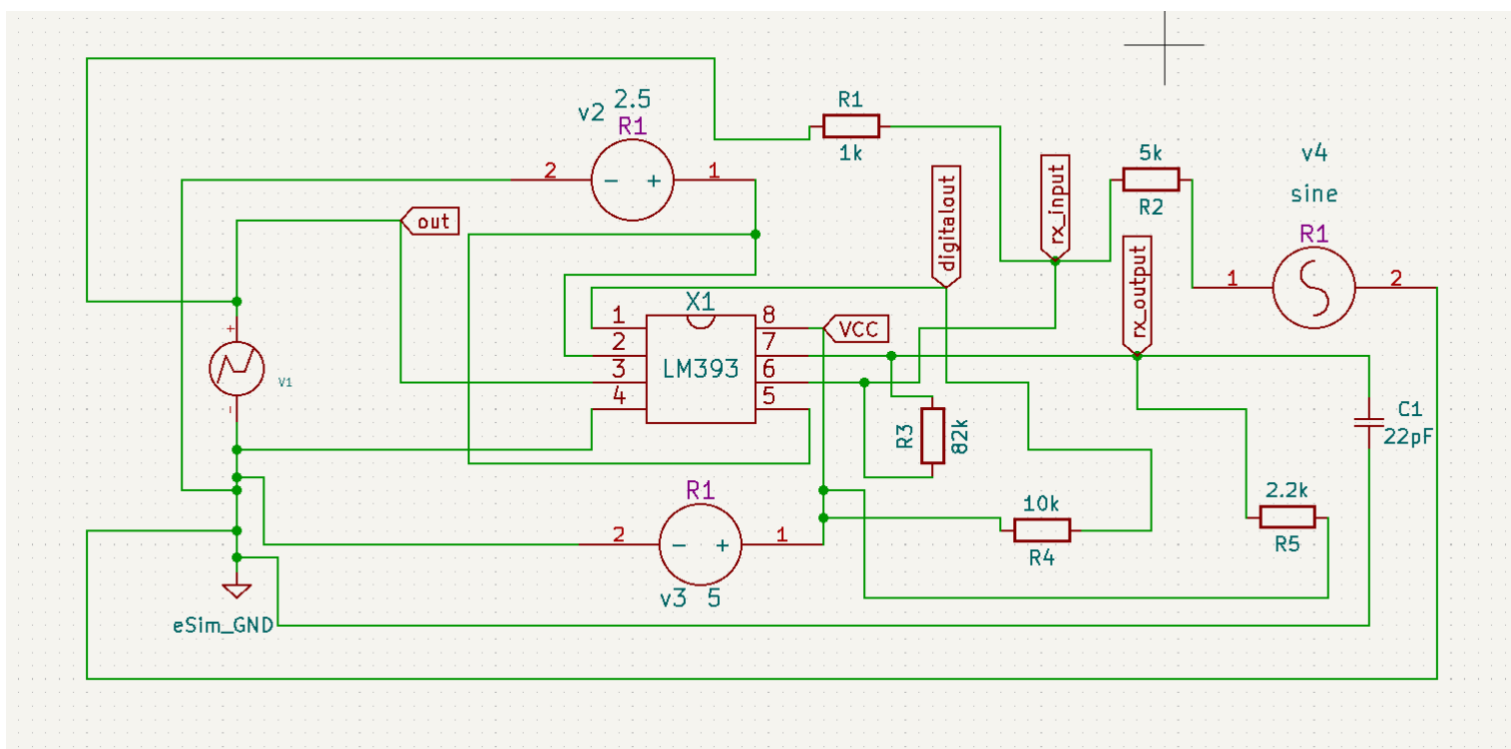 2.5
v2
R1
2
1
− +
R1
1k
5k
R2
v4
sine
R1
1
2
out
digitalout
rx_input
rx_output
V1
+
-
X1
LM393
1
2
3
4
8
7
6
5
VCC
R3
82k
C1
22pF
R1
2
1
− +
v3 5
10k
R4
2.2k
R5
eSim_GND